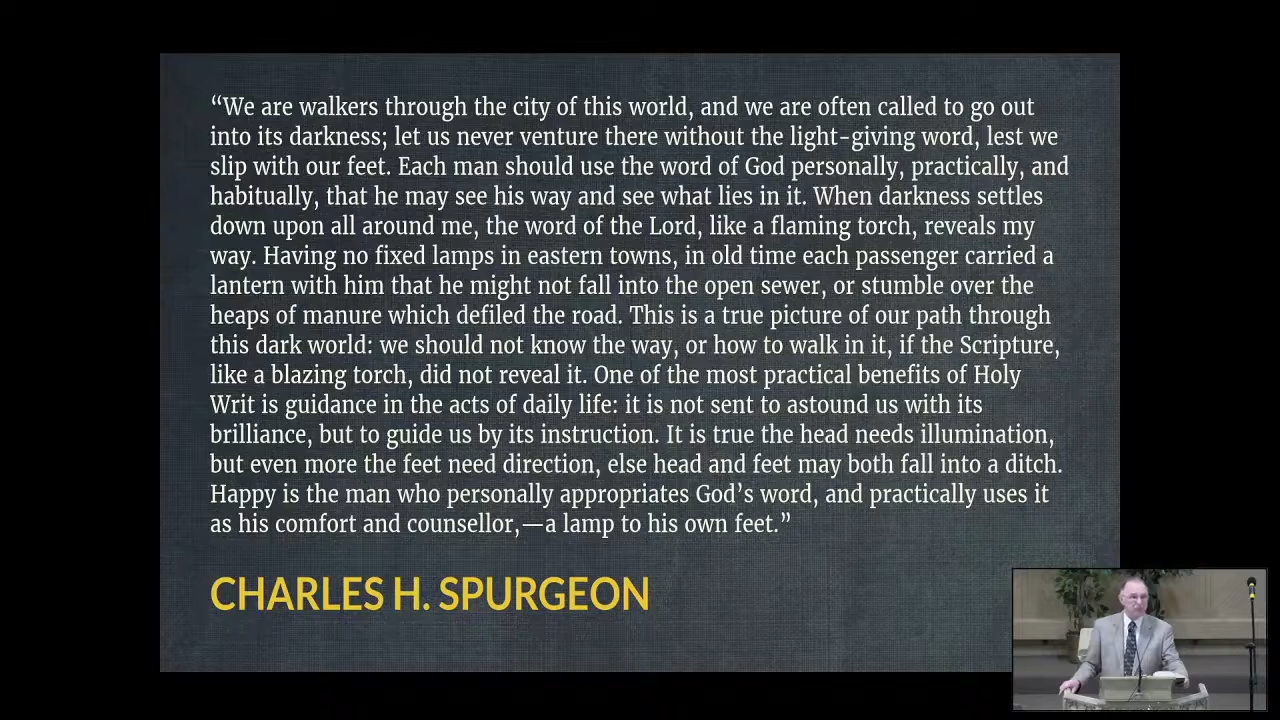 “We are walkers through the city of this world, and we are often called to go out
into its darkness; let us never venture there without the light-giving word, lest we
slip with our feet. Each man should use the word of God personally, practically, and
habitually, that he may see his way and see what lies in it. When darkness settles
down upon all around me, the word of the Lord, like a flaming torch, reveals my
way. Having no fixed lamps in eastern towns, in old time each passenger carried a
lantern with him that he might not fall into the open sewer, or stumble over the
heaps of manure which defiled the road. This is a true picture of our path through
this dark world: we should not know the way, or how to walk in it, if the Scripture,
like a blazing torch, did not reveal it. One of the most practical benefits of Holy
Writ is guidance in the acts of daily life: it is not sent to astound us with its
brilliance, but to guide us by its instruction. It is true the head needs illumination,
but even more the feet need direction, else head and feet may both fall into a ditch.
Happy is the man who personally appropriates God’s word, and practically uses it
as his comfort and counsellor,—a lamp to his own feet.”
CHARLES H. SPURGEON